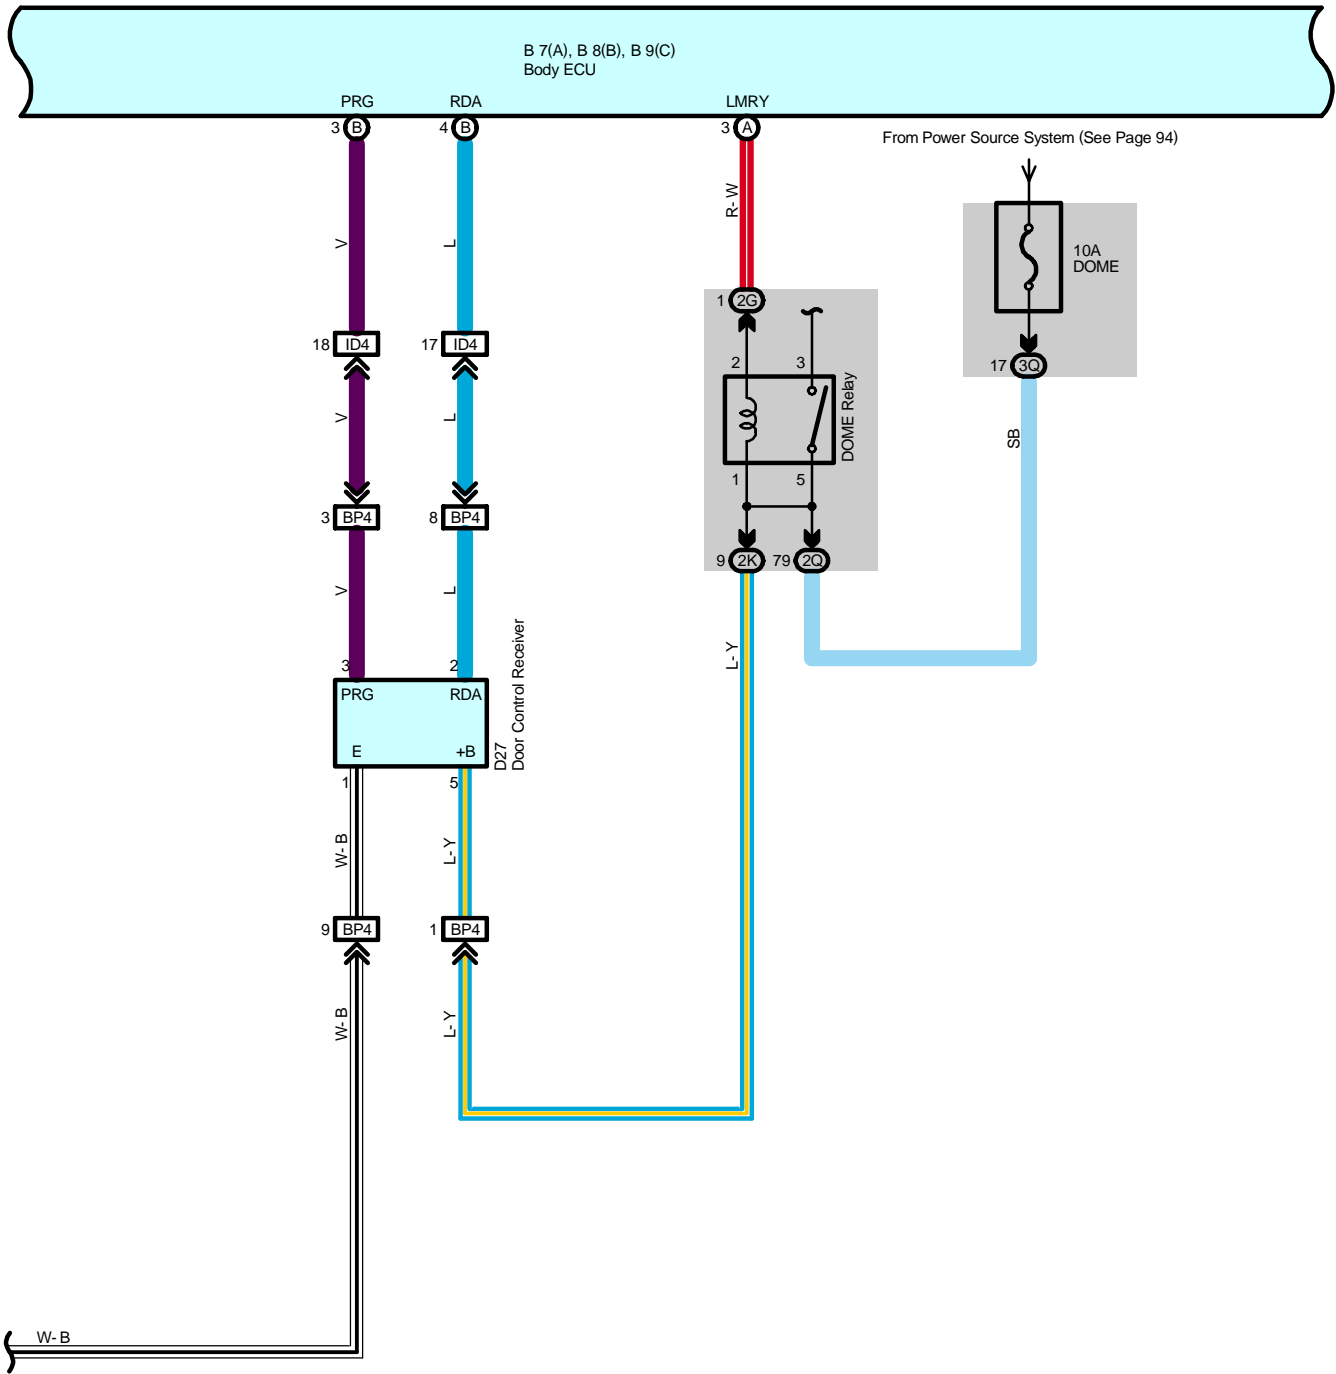 B 7(A), B 8(B), B 9(C)
Body ECU
PRG
RDA
LMRY
3 B
4 B
3 A
From Power Source System (See Page 94)
V
L
R- W
10A
DOME
1 2G
18 ID4
17 ID4
2
3
17 3Q
DOME Relay
V
L
SB
1
5
3 BP4
8 BP4
9 2K
79 2Q
V
L
L- Y
3
2
PRG
RDA
E
+B
D27
Door Control Receiver
1
5
W- B
L- Y
9 BP4
1 BP4
W- B
L- Y
W- B